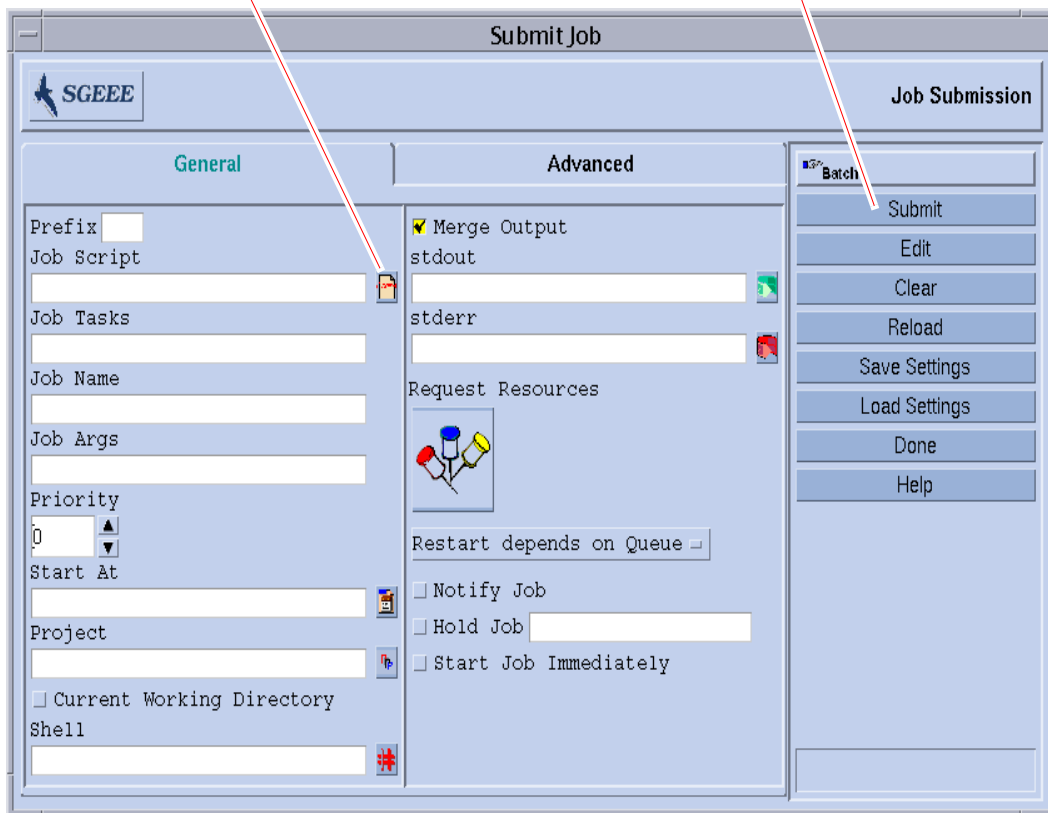 Submit Job
SGEEE
Job Submission
General
Advanced
Batch
Prefix
Job Script
Job Tasks
Job Name
Job Args
Priority
0
Start At
Project
Current Working Directory
Shell
Merge Output
stdout
stderr
Request Resources
Restart depends on Queue
Notify Job
Hold Job
Start Job Immediately
Submit
Edit
Clear
Reload
Save Settings
Load Settings
Done
Help